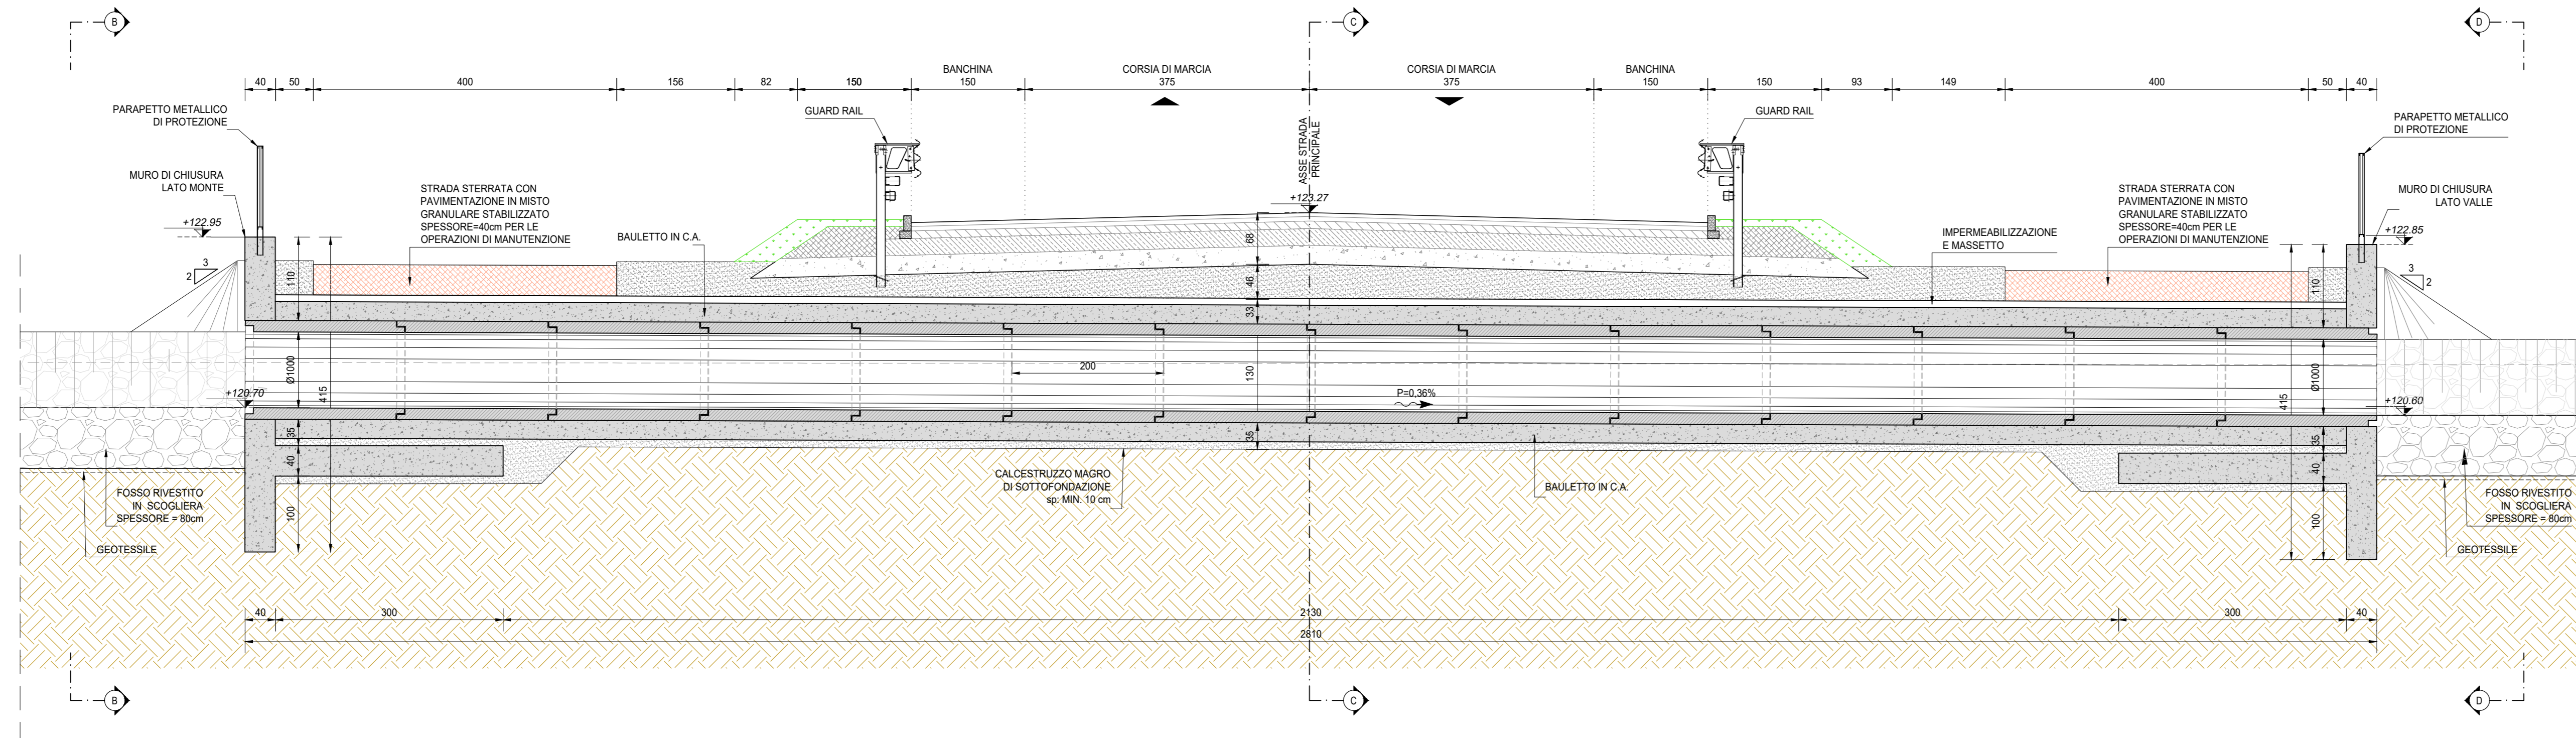 B
C
D
BANCHINA
CORSIA DI MARCIA
CORSIA DI MARCIA
BANCHINA
40
50
400
156
82
150
150
375
375
150
150
93
149
400
50
40
PARAPETTO METALLICO
DI PROTEZIONE
GUARD RAIL
ASSE STRADA
PRINCIPALE
GUARD RAIL
PARAPETTO METALLICO
DI PROTEZIONE
MURO DI CHIUSURA
LATO MONTE
STRADA STERRATA CON
PAVIMENTAZIONE IN MISTO
GRANULARE STABILIZZATO
SPESSORE=40cm PER LE
OPERAZIONI DI MANUTENZIONE
+123.27
STRADA STERRATA CON
PAVIMENTAZIONE IN MISTO
GRANULARE STABILIZZATO
SPESSORE=40cm PER LE
OPERAZIONI DI MANUTENZIONE
MURO DI CHIUSURA
LATO VALLE
+122.95
BAULETTO IN C.A.
IMPERMEABILIZZAZIONE
E MASSETTO
+122.85
3
2
110
68
46
33
110
3
2
Ø1000
415
200
130
P=0,36%
415
Ø1000
+120.70
+120.60
35
40
100
35
35
40
100
CALCESTRUZZO MAGRO
DI SOTTOFONDAZIONE
sp. MIN. 10 cm
BAULETTO IN C.A.
FOSSO RIVESTITO
IN SCOGLIERA
SPESSORE = 80cm
GEOTESSILE
FOSSO RIVESTITO
IN SCOGLIERA
SPESSORE = 80cm
GEOTESSILE
40
300
2130
300
40
2810
B
C
D